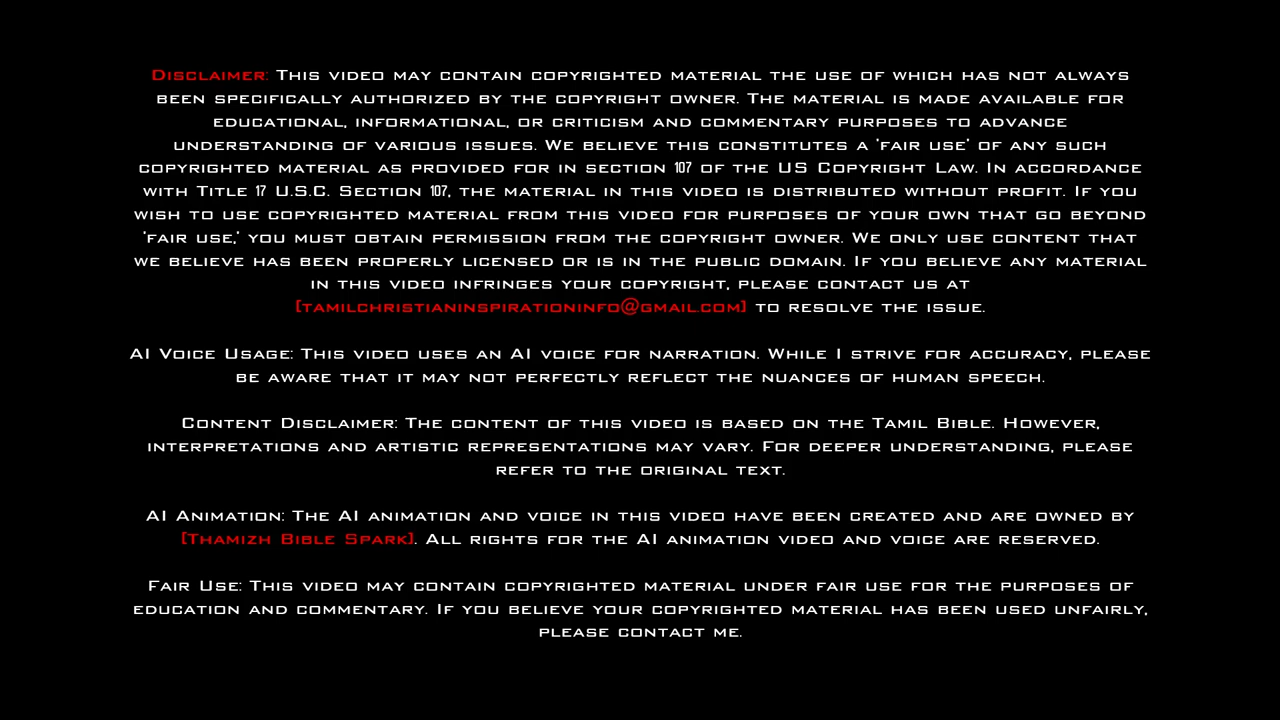 Disclaimer: This video may contain copyrighted material the use of which has not always
been specifically authorized by the copyright owner. The material is made available for
educational, informational, or criticism and commentary purposes to advance
understanding of various issues. We believe this constitutes a 'fair use' of any such
copyrighted material as provided for in section 107 of the US Copyright Law. In accordance
with Title 17 U.S.C. Section 107, the material in this video is distributed without profit. If you
wish to use copyrighted material from this video for purposes of your own that go beyond
'fair use,' you must obtain permission from the copyright owner. We only use content that
we believe has been properly licensed or is in the public domain. If you believe any material
in this video infringes your copyright, please contact us at
[tamilchristianinspirationinfo@gmail.com] to resolve the issue.
AI Voice Usage: This video uses an AI voice for narration. While I strive for accuracy, please
be aware that it may not perfectly reflect the nuances of human speech.
Content Disclaimer: The content of this video is based on the Tamil Bible. However,
interpretations and artistic representations may vary. For deeper understanding, please
refer to the original text.
AI Animation: The AI animation and voice in this video have been created and are owned by
[Thamizh Bible Spark]. All rights for the AI animation video and voice are reserved.
Fair Use: This video may contain copyrighted material under fair use for the purposes of
education and commentary. If you believe your copyrighted material has been used unfairly,
please contact me.